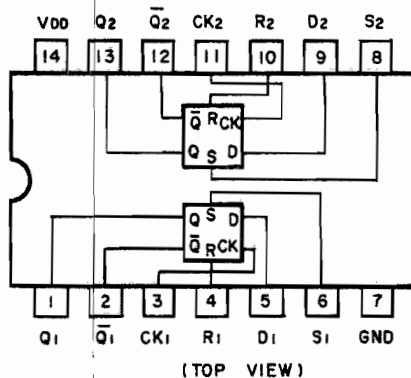 VDD Q2 Q̅2 CK2 R2 D2 S2
14 13 12 11 10 9 8
Q̅ R CK
Q S D
Q S D
Q̅ R CK
1 2 3 4 5 6 7
Q1 Q̅1 CK1 R1 D1 S1 GND
(TOP VIEW)